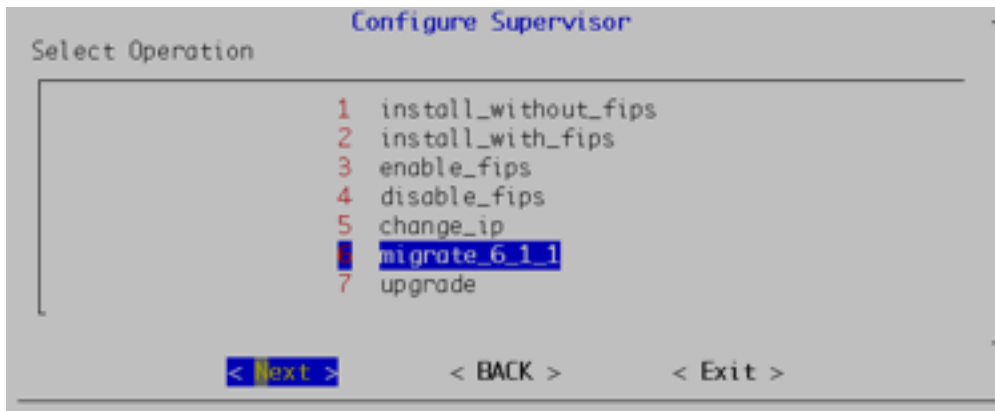 Configure Supervisor
Select Operation
1 install_without_fips
2 install_with_fips
3 enable_fips
4 disable_fips
5 change_ip
6 migrate_6_1_1
7 upgrade
< Next > < BACK > < Exit >